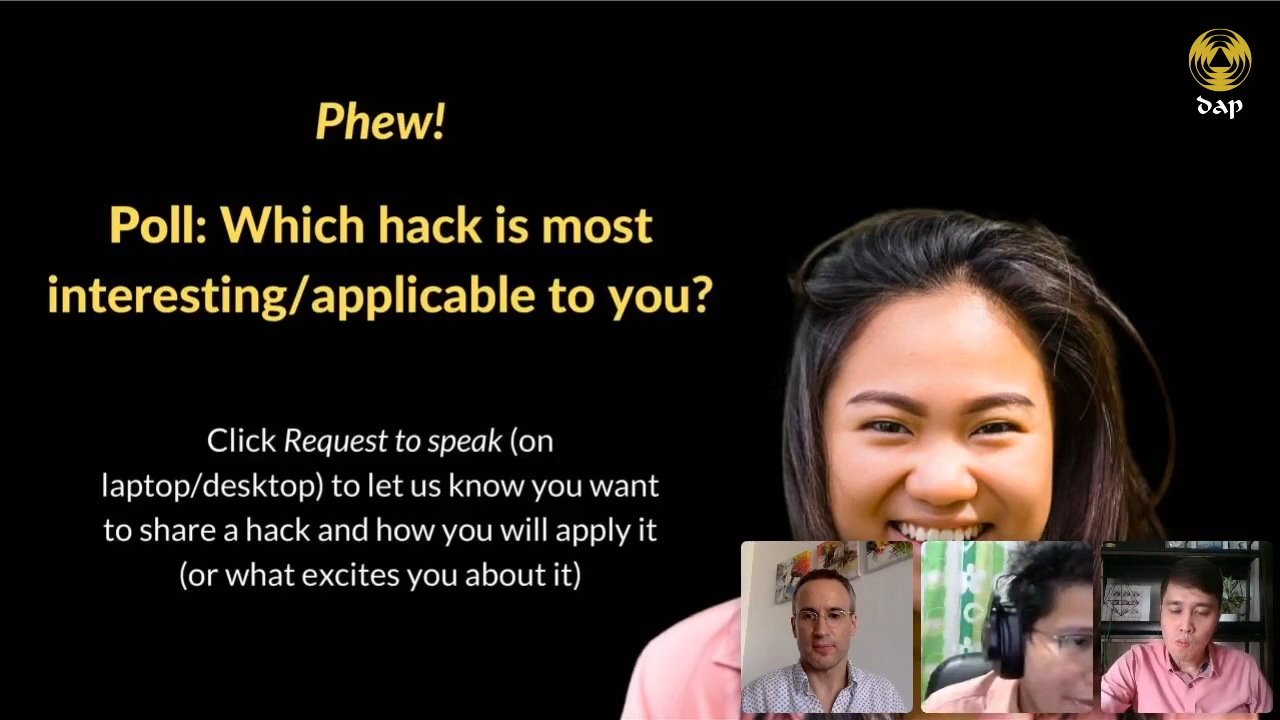 dap
Phew!
Poll: Which hack is most
interesting/applicable to you?
Click Request to speak (on
laptop/desktop) to let us know you want
to share a hack and how you will apply it
(or what excites you about it)